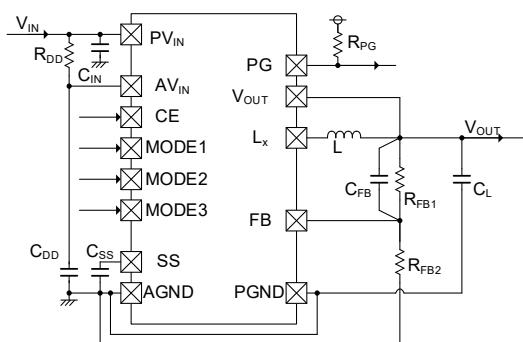 VIN
RDD
CIN
PVIN
AVIN
CE
MODE1
MODE2
MODE3
CDD
CSS
SS
AGND
PG
VOUT
Lx
FB
PGND
RPG
L
VOUT
CFB
RFB1
CL
RFB2